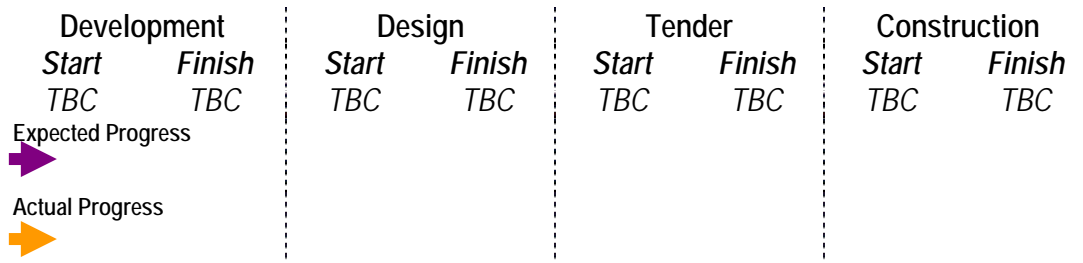 Development Design Tender Construction
Start Finish Start Finish Start Finish Start Finish
TBC TBC TBC TBC TBC TBC TBC TBC
Expected Progress
Actual Progress